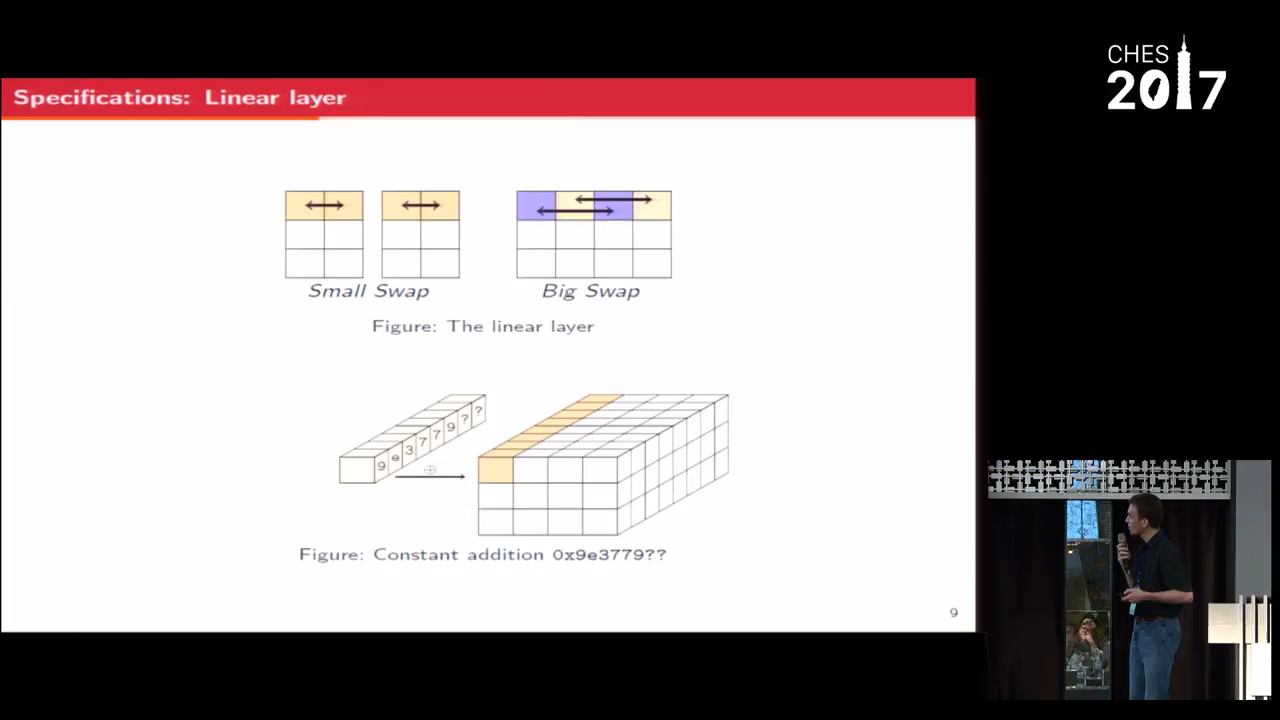 CHES
2017
Specifications: Linear layer
Small Swap
Big Swap
Figure: The linear layer
9 e 3 7 7 9 ? ?
Figure: Constant addition 0x9e3779??
9